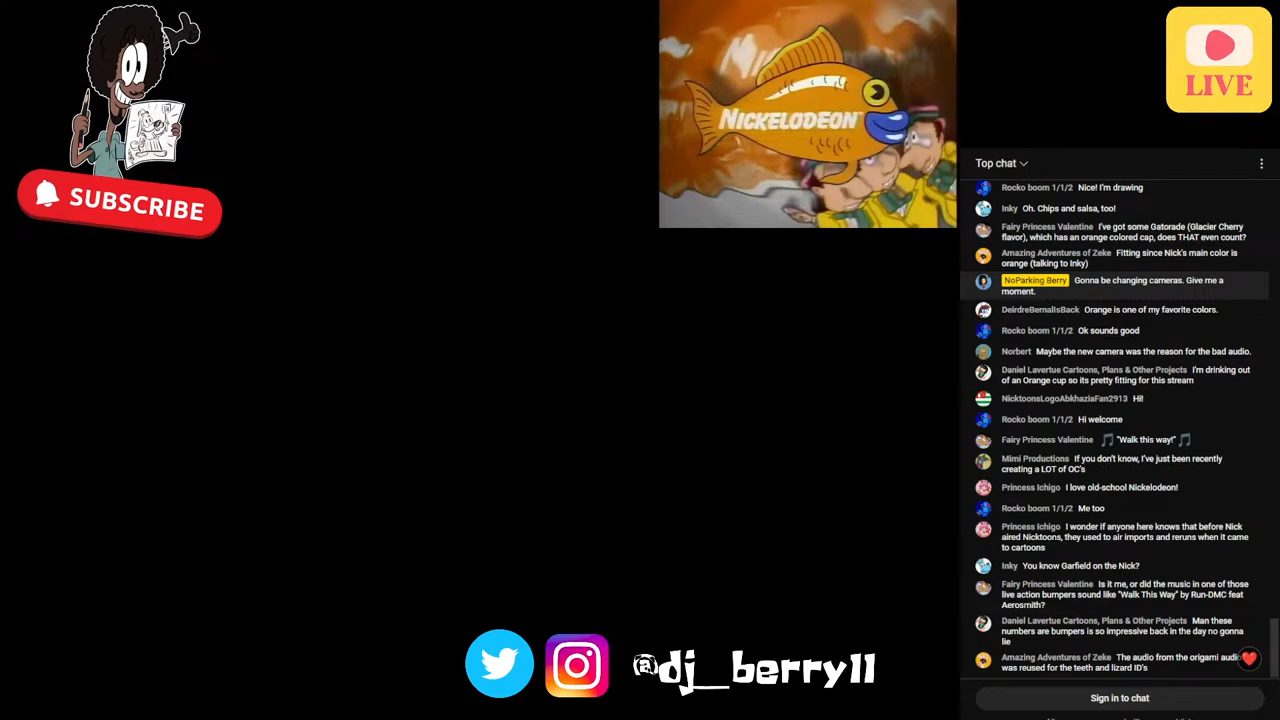 SUBSCRIBE
NICKELODEON
LIVE
Top chat
Rocko boom 1/1/2 Nice! I'm drawing
Inky Oh. Chips and salsa, too!
Fairy Princess Valentine I've got some Gatorade (Glacier Cherry
flavor), which has an orange colored cap, does THAT even count?
Amazing Adventures of Zeke Fitting since Nick's main color is
orange (talking to Inky)
NoParking Berry Gonna be changing cameras. Give me a
moment.
DeirdreBernalIsBack Orange is one of my favorite colors.
Rocko boom 1/1/2 Ok sounds good
Norbert Maybe the new camera was the reason for the bad audio.
Daniel Lavertue Cartoons, Plans & Other Projects I'm drinking out
of an Orange cup so its pretty fitting for this stream
NicktoonsLogoAbkhaziaFan2913 Hi!
Rocko boom 1/1/2 Hi welcome
Fairy Princess Valentine 🎵 "Walk this way!" 🎵
Mimi Productions If you don't know, I've just been recently
creating a LOT of OC's
Princess Ichigo I love old-school Nickelodeon!
Rocko boom 1/1/2 Me too
Princess Ichigo I wonder if anyone here knows that before Nick
aired Nicktoons, they used to air imports and reruns when it came
to cartoons
Inky You know Garfield on the Nick?
Fairy Princess Valentine Is it me, or did the music in one of those
live action bumpers sound like "Walk This Way" by Run-DMC feat
Aerosmith?
Daniel Lavertue Cartoons, Plans & Other Projects Man these
numbers are bumpers is so impressive back in the day no gonna
lie
Amazing Adventures of Zeke The audio from the origami audio
was reused for the teeth and lizard ID's
Sign in to chat
@dj_berry11